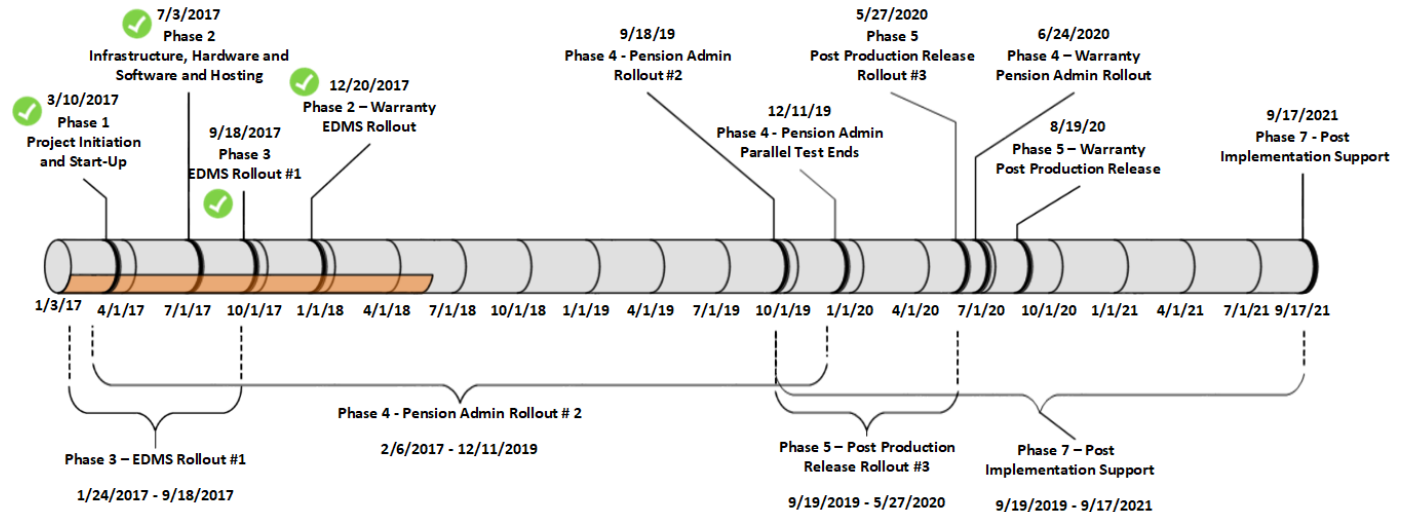 7/3/2017
Phase 2
Infrastructure, Hardware and
Software and Hosting
3/10/2017
Phase 1
Project Initiation
and Start-Up
9/18/2017
Phase 3
EDMS Rollout #1
12/20/2017
Phase 2 – Warranty
EDMS Rollout
9/18/19
Phase 4 - Pension Admin
Rollout #2
12/11/19
Phase 4 - Pension Admin
Parallel Test Ends
5/27/2020
Phase 5
Post Production Release
Rollout #3
6/24/2020
Phase 4 – Warranty
Pension Admin Rollout
8/19/20
Phase 5 – Warranty
Post Production Release
9/17/2021
Phase 7 - Post
Implementation Support
1/3/17 4/1/17 7/1/17 10/1/17 1/1/18 4/1/18 7/1/18 10/1/18 1/1/19 4/1/19 7/1/19 10/1/19 1/1/20 4/1/20 7/1/20 10/1/20 1/1/21 4/1/21 7/1/21 9/17/21
Phase 3 – EDMS Rollout #1
1/24/2017 - 9/18/2017
Phase 4 - Pension Admin Rollout # 2
2/6/2017 - 12/11/2019
Phase 5 – Post Production
Release Rollout #3
9/19/2019 - 5/27/2020
Phase 7 – Post
Implementation Support
9/19/2019 - 9/17/2021